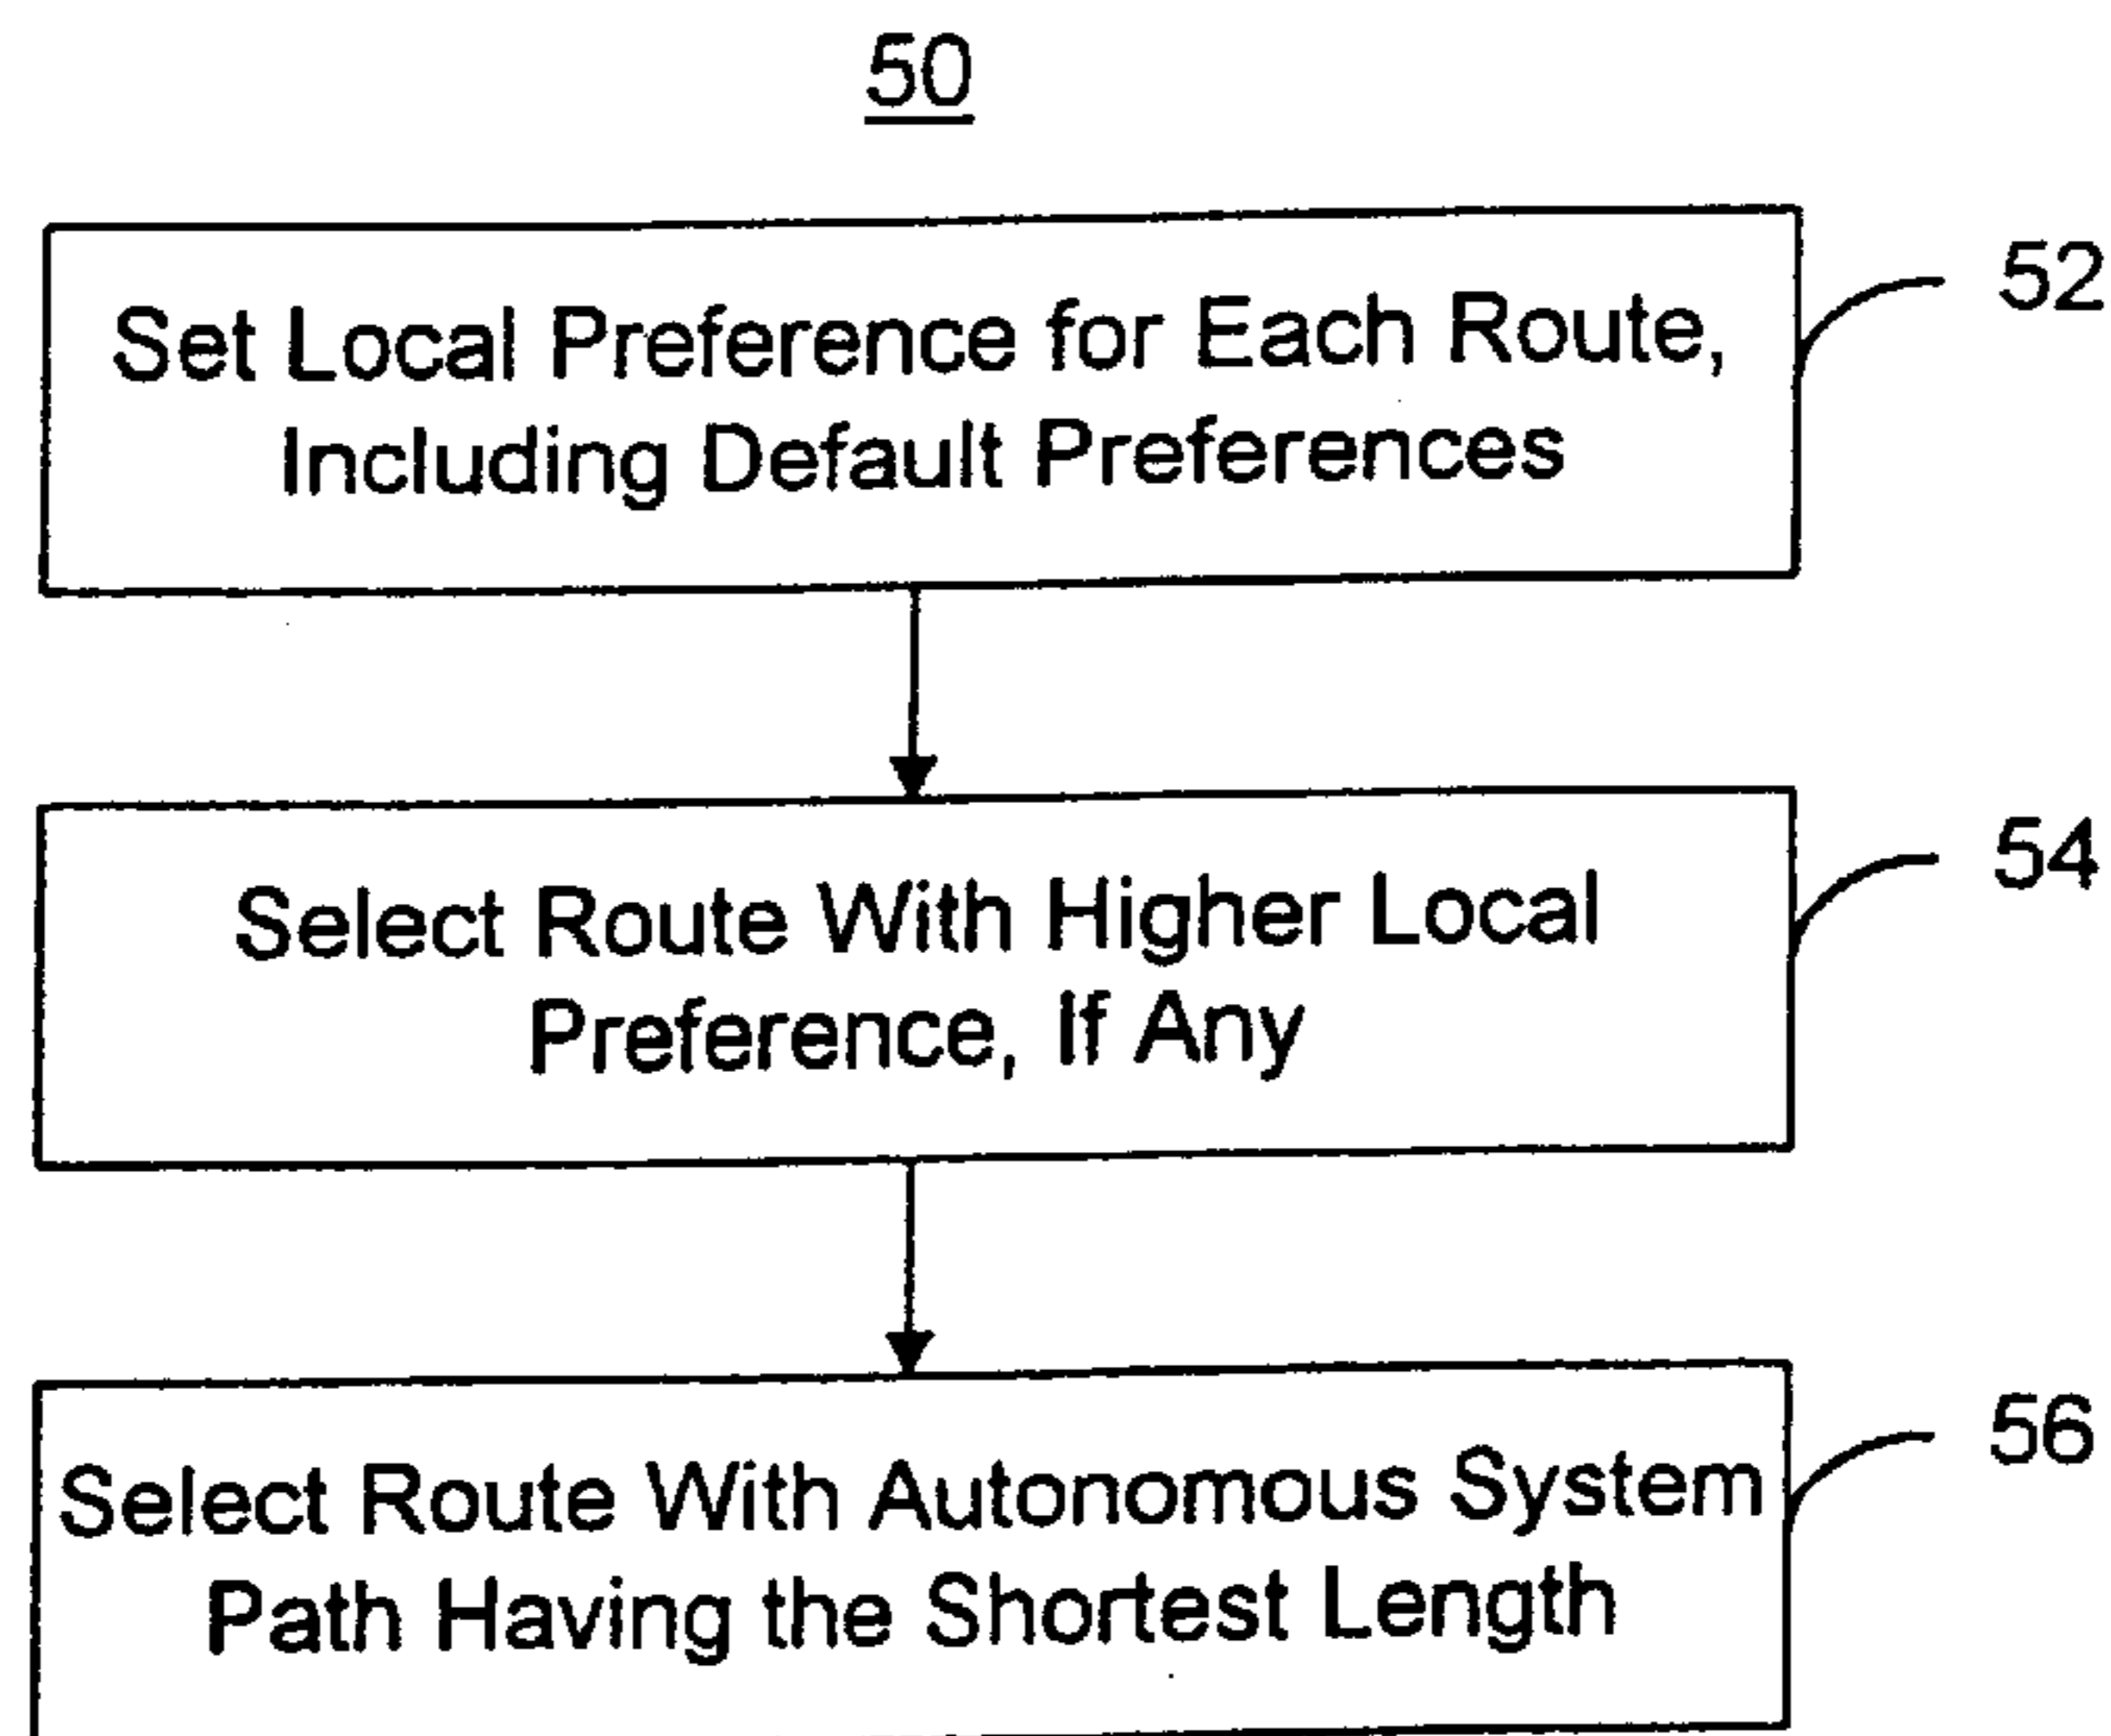 50
Set Local Preference for Each Route,
Including Default Preferences
52
Select Route With Higher Local
Preference, If Any
54
Select Route With Autonomous System
Path Having the Shortest Length
56